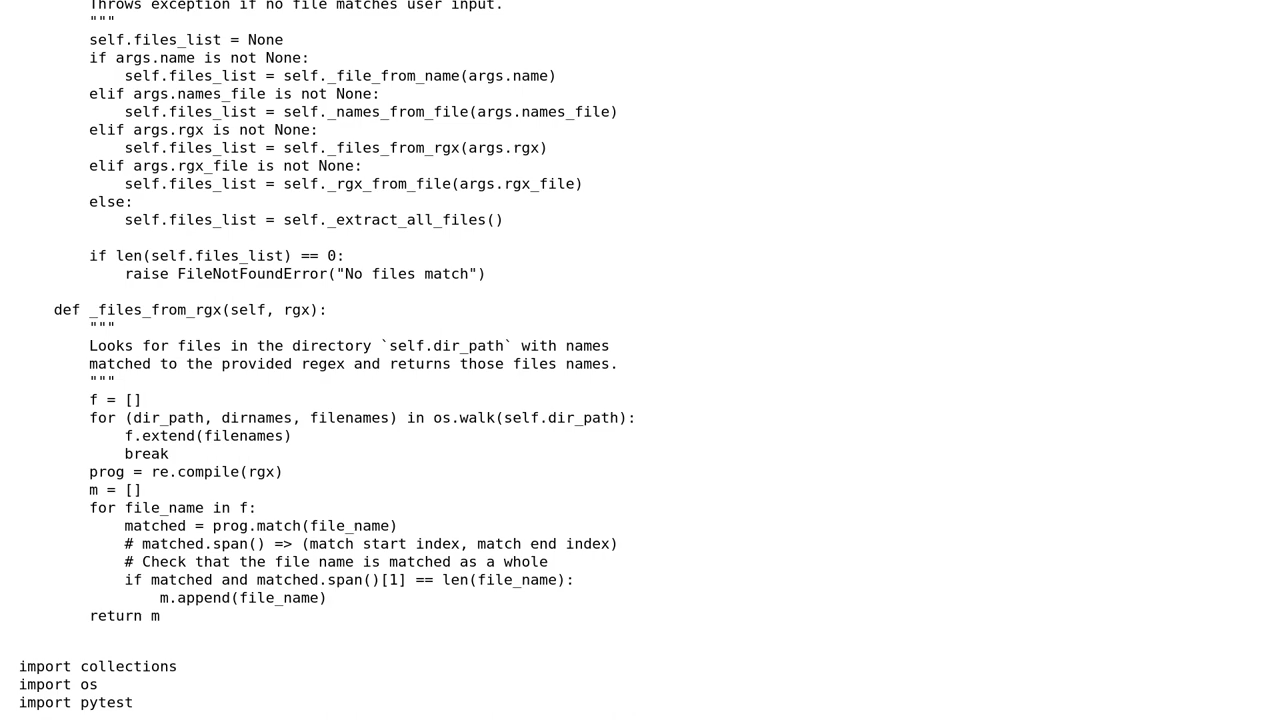 Throws exception if no file matches user input.
"""
self.files_list = None
if args.name is not None:
self.files_list = self._file_from_name(args.name)
elif args.names_file is not None:
self.files_list = self._names_from_file(args.names_file)
elif args.rgx is not None:
self.files_list = self._files_from_rgx(args.rgx)
elif args.rgx_file is not None:
self.files_list = self._rgx_from_file(args.rgx_file)
else:
self.files_list = self._extract_all_files()
if len(self.files_list) == 0:
raise FileNotFoundError("No files match")
def _files_from_rgx(self, rgx):
"""
Looks for files in the directory `self.dir_path` with names
matched to the provided regex and returns those files names.
"""
f = []
for (dir_path, dirnames, filenames) in os.walk(self.dir_path):
f.extend(filenames)
break
prog = re.compile(rgx)
m = []
for file_name in f:
matched = prog.match(file_name)
# matched.span() => (match start index, match end index)
# Check that the file name is matched as a whole
if matched and matched.span()[1] == len(file_name):
m.append(file_name)
return m
import collections
import os
import pytest